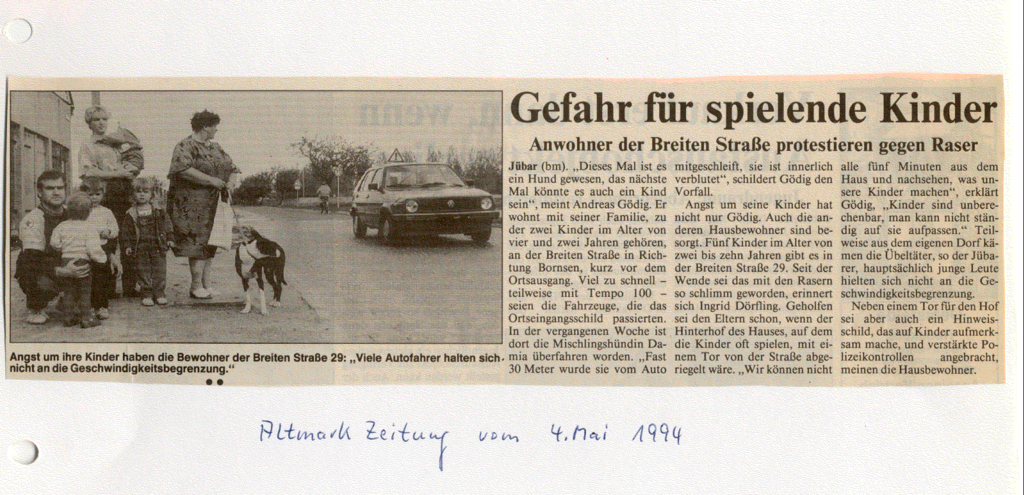 Gefahr für spielende Kinder
Anwohner der Breiten Straße protestieren gegen Raser
Jübar (bm). „Dieses Mal ist es
ein Hund gewesen, das nächste
Mal könnte es auch ein Kind
sein", meint Andreas Gödig. Er
wohnt mit seiner Familie, zu
der zwei Kinder im Alter von
vier und zwei Jahren gehören,
an der Breiten Straße in Rich-
tung Bornsen, kurz vor dem
Ortsausgang. Viel zu schnell –
teilweise mit Tempo 100 –
seien die Fahrzeuge, die das
Ortseingangsschild passierten.
In der vergangenen Woche ist
dort die Mischlingshündin Da-
mia überfahren worden. „Fast
30 Meter wurde sie vom Auto
mitgeschleift, sie ist innerlich
verblutet", schildert Gödig den
Vorfall.
Angst um seine Kinder hat
nicht nur Gödig. Auch die an-
deren Hausbewohner sind be-
sorgt. Fünf Kinder im Alter von
zwei bis zehn Jahren gibt es in
der Breiten Straße 29. Seit der
Wende sei das mit den Rasern
so schlimm geworden, erinnert
sich Ingrid Dörfling. Geholfen
sei den Eltern schon, wenn der
Hinterhof des Hauses, auf dem
die Kinder oft spielen, mit ei-
nem Tor von der Straße abge-
riegelt wäre. „Wir können nicht
alle fünf Minuten aus dem
Haus und nachsehen, was un-
sere Kinder machen", erklärt
Gödig, „Kinder sind unbere-
chenbar, man kann nicht stän-
dig auf sie aufpassen." Teil-
weise aus dem eigenen Dorf kä-
men die Übeltäter, so der Jüba-
rer, hauptsächlich junge Leute
hielten sich nicht an die Ge-
schwindigkeitsbegrenzung.
Neben einem Tor für den Hof
sei aber auch ein Hinweis-
schild, das auf Kinder aufmerk-
sam mache, und verstärkte Po-
lizeikontrollen angebracht,
meinen die Hausbewohner.
Angst um ihre Kinder haben die Bewohner der Breiten Straße 29: „Viele Autofahrer halten sich
nicht an die Geschwindigkeitsbegrenzung."
Altmark Zeitung vom 4. Mai 1994